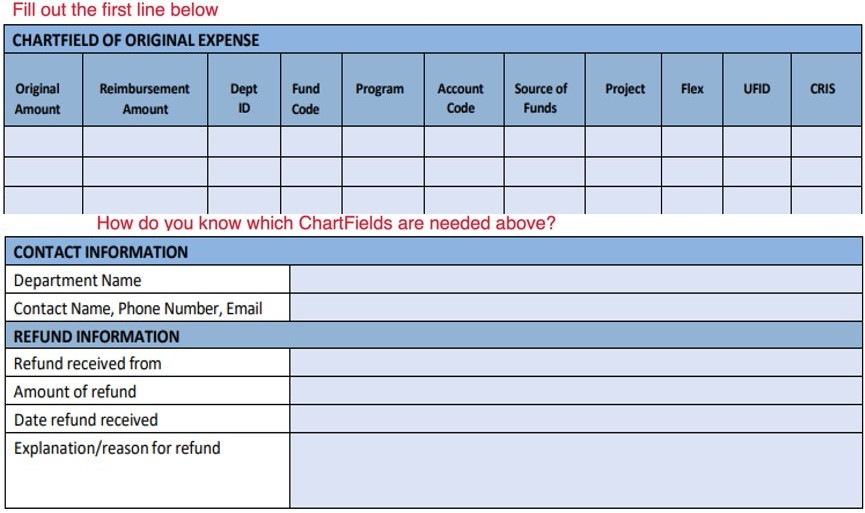 Fill out the first line below
CHARTFIELD OF ORIGINAL EXPENSE
Original Amount
Reimbursement Amount
Dept ID
Fund Code
Program
Account Code
Source of Funds
Project
Flex
UFID
CRIS
How do you know which ChartFields are needed above?
CONTACT INFORMATION
Department Name
Contact Name, Phone Number, Email
REFUND INFORMATION
Refund received from
Amount of refund
Date refund received
Explanation/reason for refund